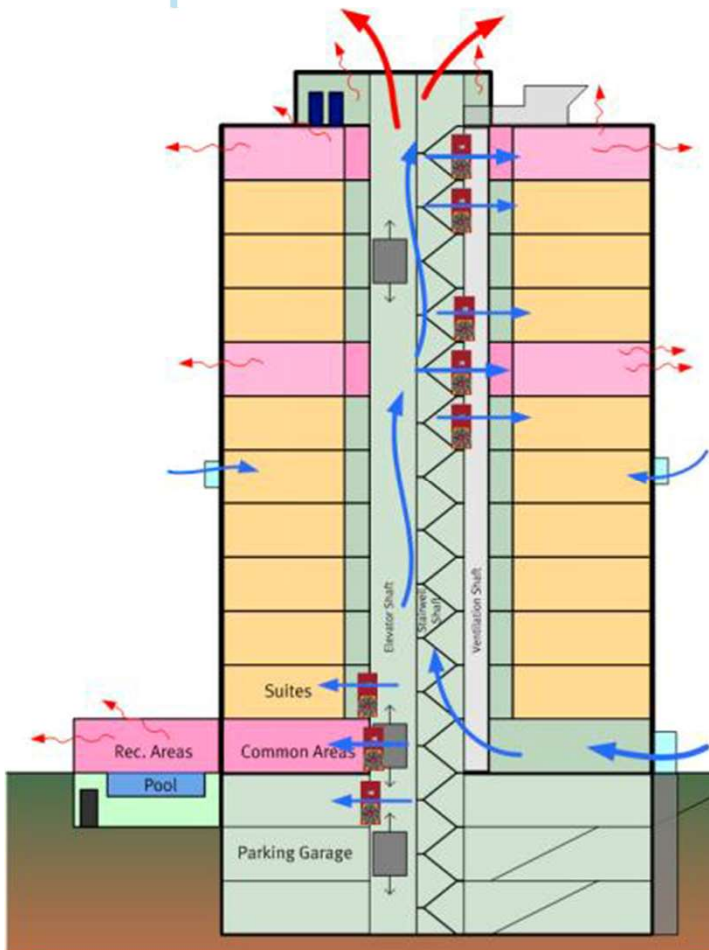 Elevator Shaft
Stairwell
Shaft
Ventilation Shaft
Suites
Rec. Areas
Common Areas
Pool
Parking Garage